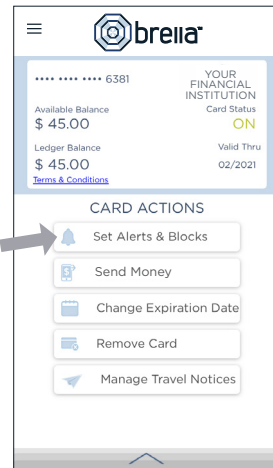 brella
•••• •••• •••• 6381
YOUR
FINANCIAL
INSTITUTION
Available Balance
Card Status
$ 45.00
ON
Ledger Balance
Valid Thru
$ 45.00
02/2021
Terms & Conditions
CARD ACTIONS
Set Alerts & Blocks
Send Money
Change Expiration Date
Remove Card
Manage Travel Notices